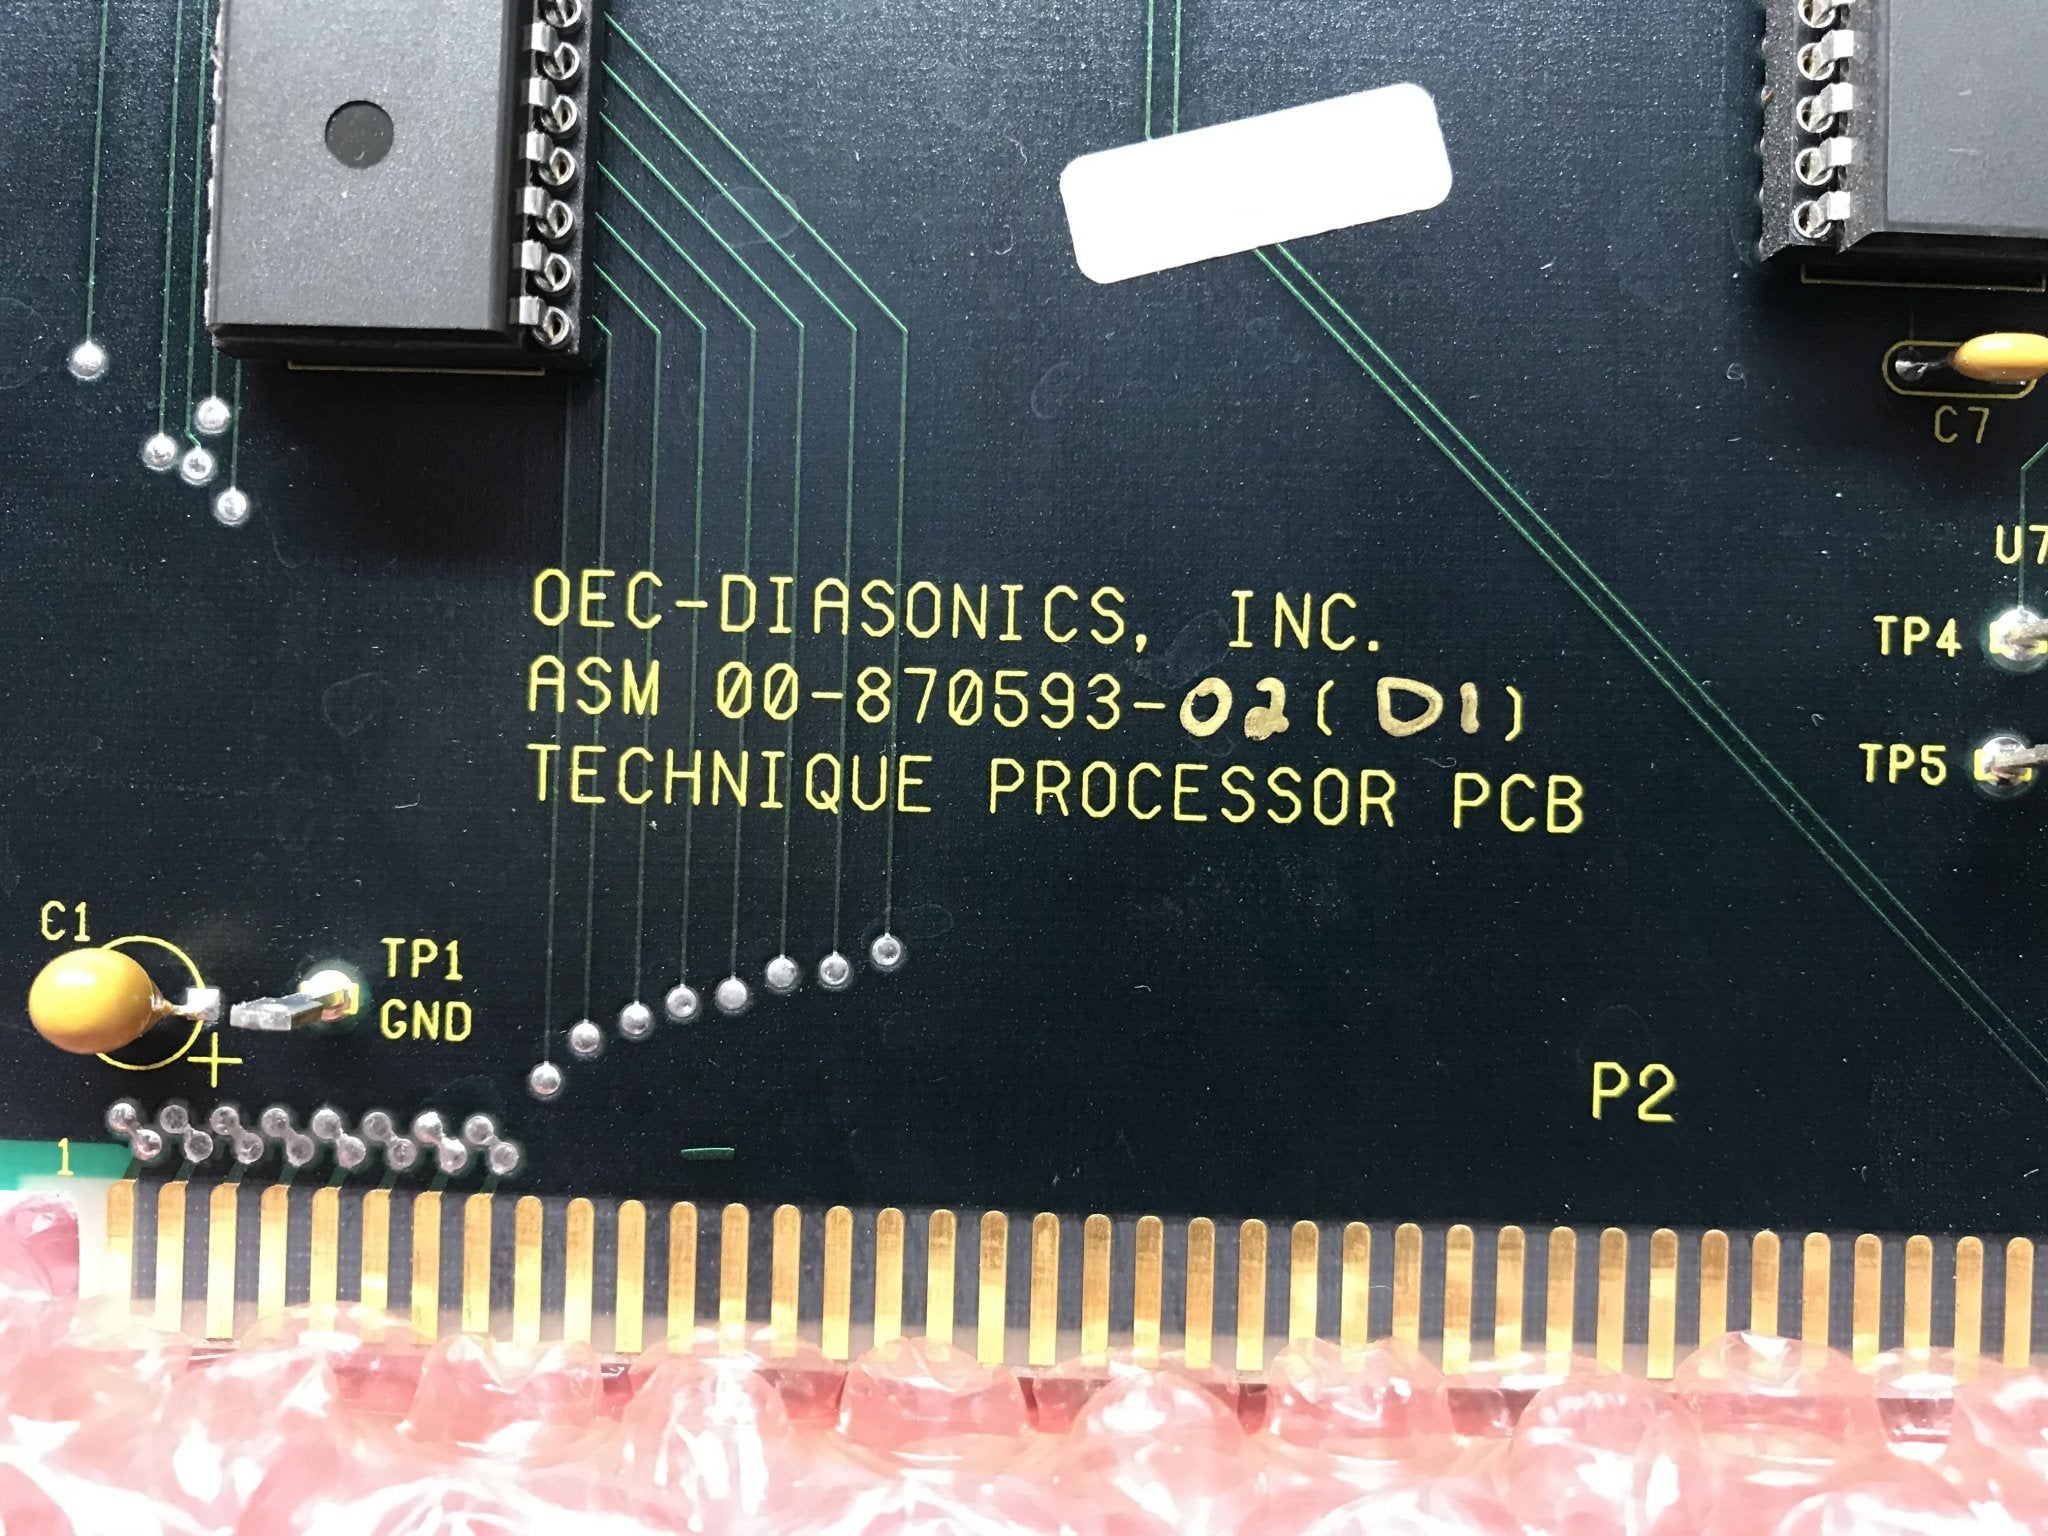 C7
U7
OEC-DIASONICS, INC.
TP4
ASM 00-870593-02(D1)
TP5
TECHNIQUE PROCESSOR PCB
C1
TP1
GND
+
P2
1